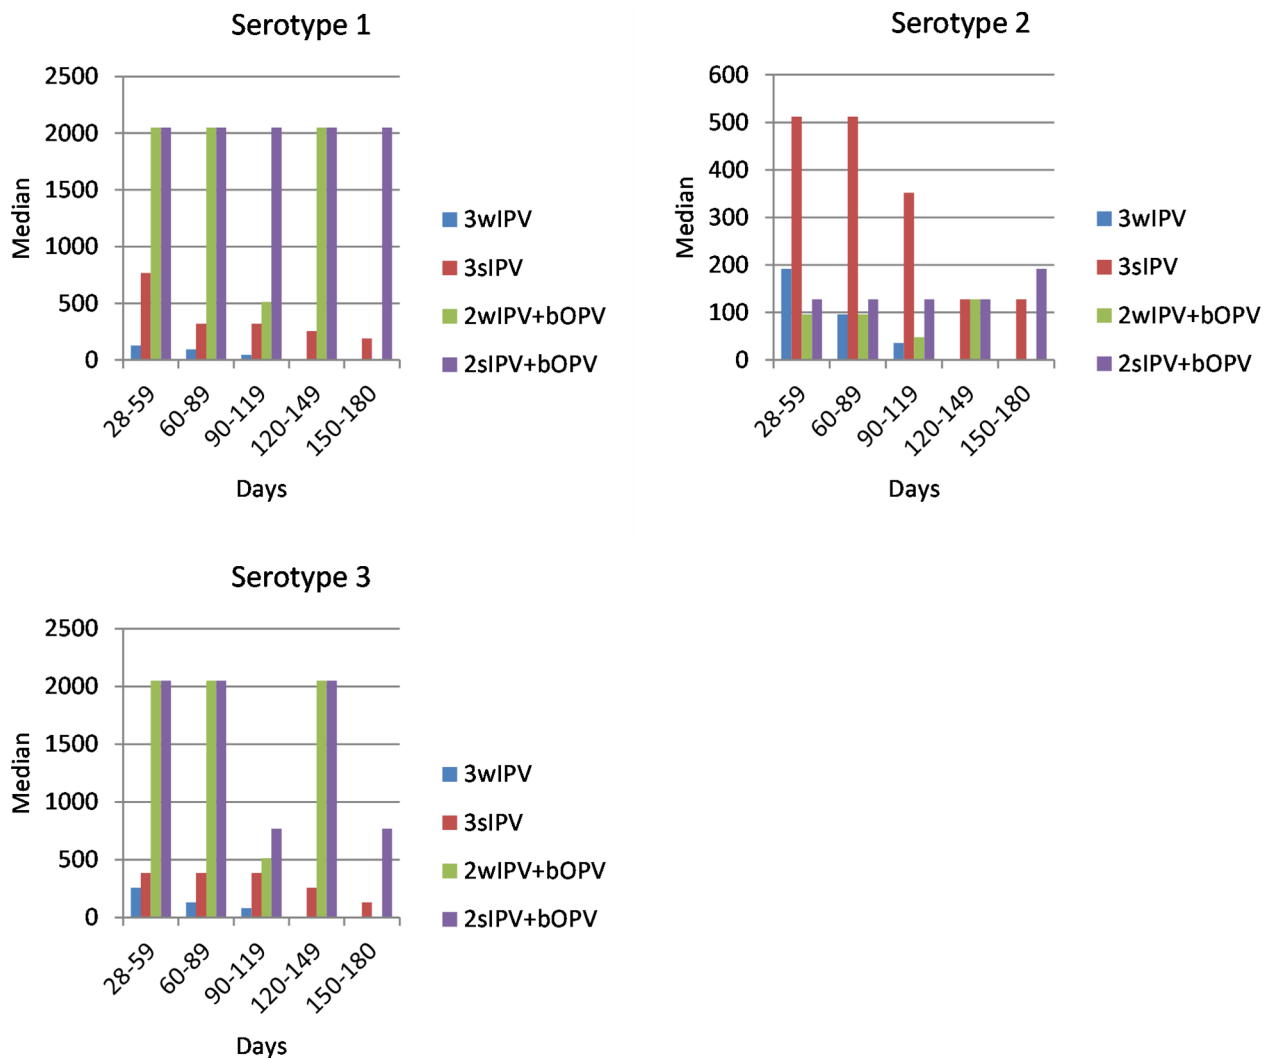 Serotype 1
2500
2000
1500
1000
500
0
Median
28-59
60-89
90-119
120-149
150-180
Days
3wIPV
3sIPV
2wIPV+bOPV
2sIPV+bOPV
Serotype 2
600
500
400
300
200
100
0
Median
28-59
60-89
90-119
120-149
150-180
Days
3wIPV
3sIPV
2wIPV+bOPV
2sIPV+bOPV
Serotype 3
2500
2000
1500
1000
500
0
Median
28-59
60-89
90-119
120-149
150-180
Days
3wIPV
3sIPV
2wIPV+bOPV
2sIPV+bOPV